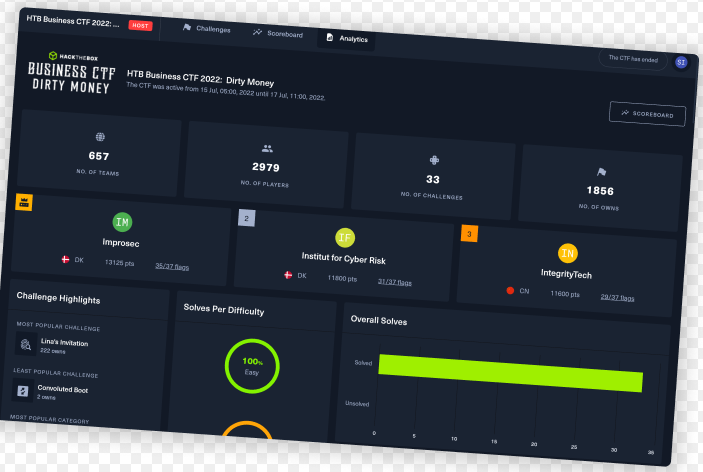 HTB Business CTF 2022: ...
HOST
Challenges
Scoreboard
Analytics
The CTF has ended
SI
HACKTHEBOX
BUSINESS CTF
DIRTY MONEY
HTB Business CTF 2022: Dirty Money
The CTF was active from 15 Jul, 05:00, 2022 until 17 Jul, 11:00, 2022.
SCOREBOARD
657
NO. OF TEAMS
2979
NO. OF PLAYERS
33
NO. OF CHALLENGES
1856
NO. OF OWNS
IM
Improsec
DK 13125 pts 35/37 flags
2
IF
Institut for Cyber Risk
DK 11800 pts 31/37 flags
3
IN
IntegrityTech
CN 11600 pts 29/37 flags
Challenge Highlights
MOST POPULAR CHALLENGE
Lina's Invitation
222 owns
LEAST POPULAR CHALLENGE
Convoluted Boot
2 owns
MOST POPULAR CATEGORY
Solves Per Difficulty
100%
Easy
Overall Solves
Solved
Unsolved
0 5 10 15 20 25 30 35